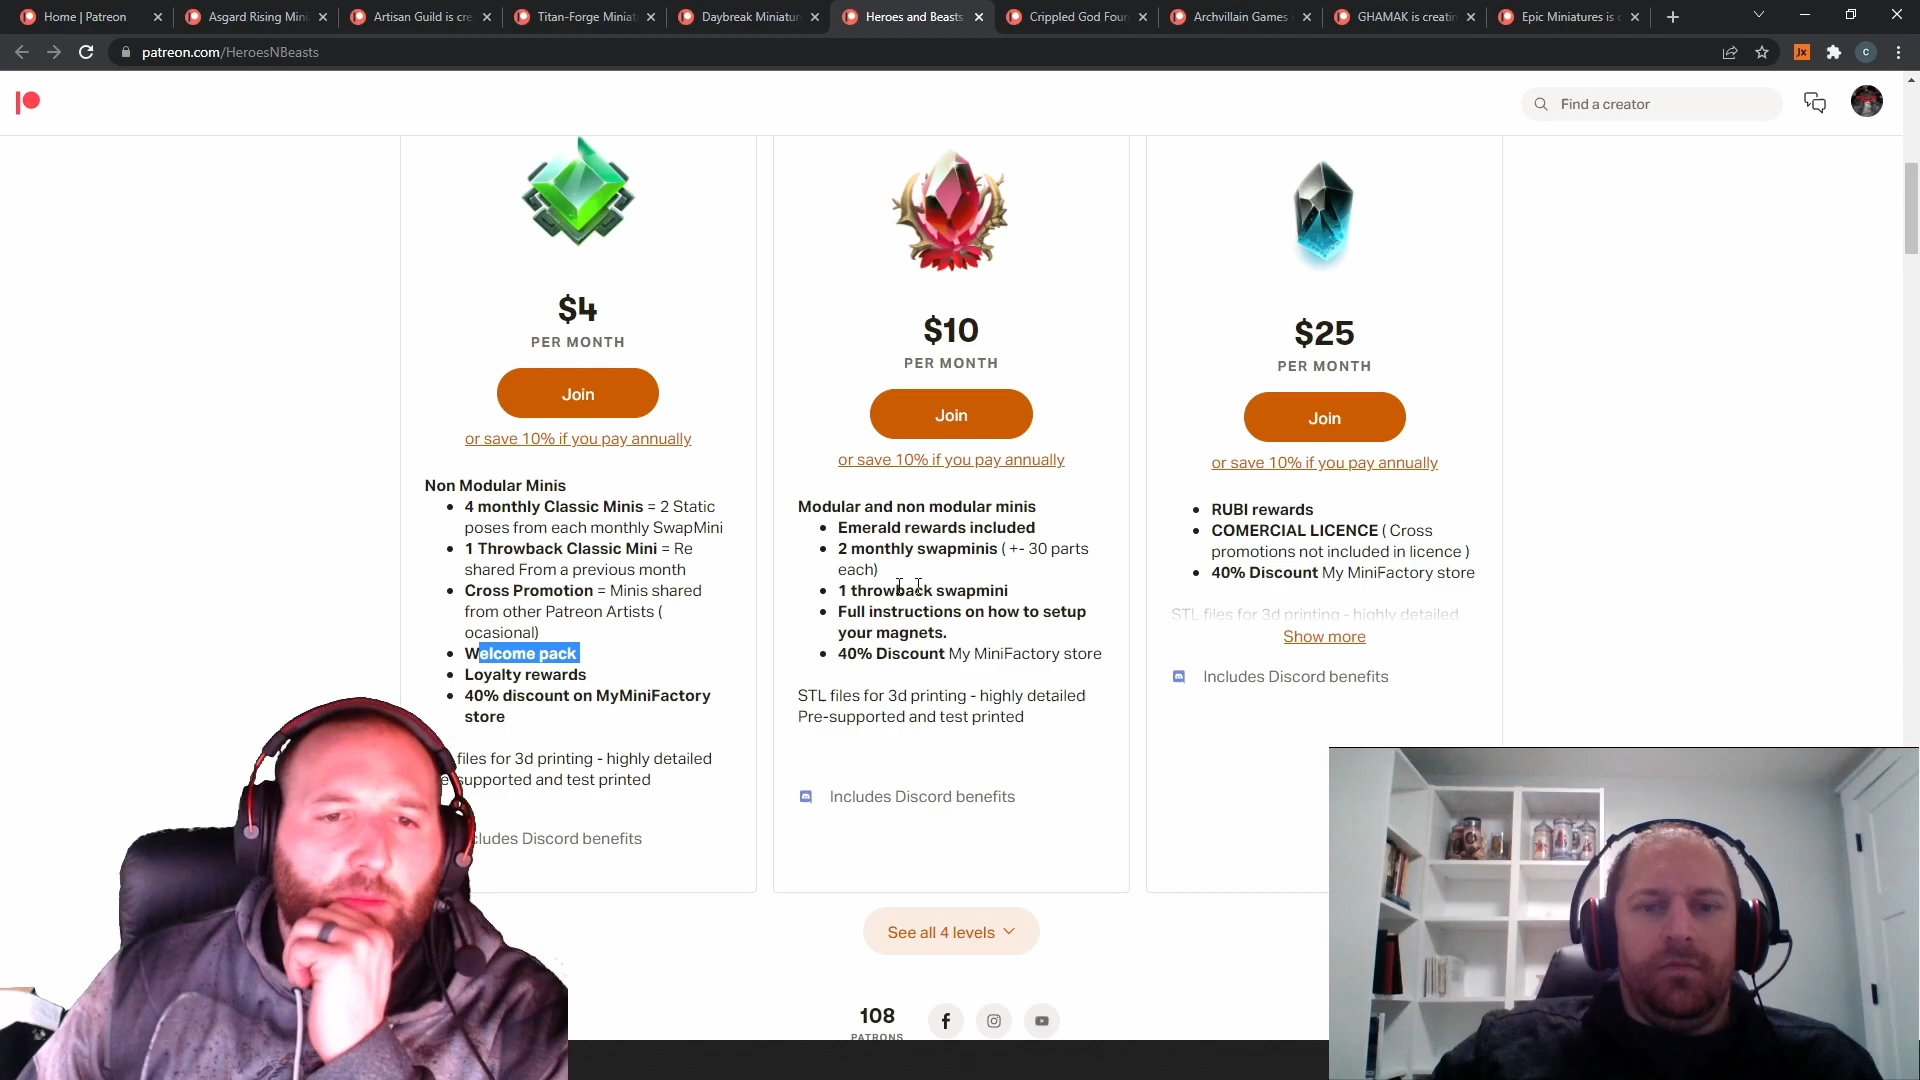 Home | Patreon
Asgard Rising Mini
Artisan Guild is cre
Titan-Forge Miniat
Daybreak Miniatur
Heroes and Beasts
Crippled God Foun
Archvillain Games
GHAMAK is creatin
Epic Miniatures is c
patreon.com/HeroesNBeasts
Jx
C
Find a creator
$4
PER MONTH
Join
or save 10% if you pay annually
Non Modular Minis
4 monthly Classic Minis = 2 Static
poses from each monthly SwapMini
1 Throwback Classic Mini = Re
shared From a previous month
Cross Promotion = Minis shared
from other Patreon Artists (
ocasional)
Welcome pack
Loyalty rewards
40% discount on MyMiniFactory
store
files for 3d printing - highly detailed
supported and test printed
cludes Discord benefits
$10
PER MONTH
Join
or save 10% if you pay annually
Modular and non modular minis
Emerald rewards included
2 monthly swapminis ( +- 30 parts
each)
1 throwback swapmini
Full instructions on how to setup
your magnets.
40% Discount My MiniFactory store
STL files for 3d printing - highly detailed
Pre-supported and test printed
Includes Discord benefits
$25
PER MONTH
Join
or save 10% if you pay annually
RUBI rewards
COMERCIAL LICENCE ( Cross
promotions not included in licence )
40% Discount My MiniFactory store
STL files for 3d printing - highly detailed
Show more
Includes Discord benefits
See all 4 levels
108
PATRONS